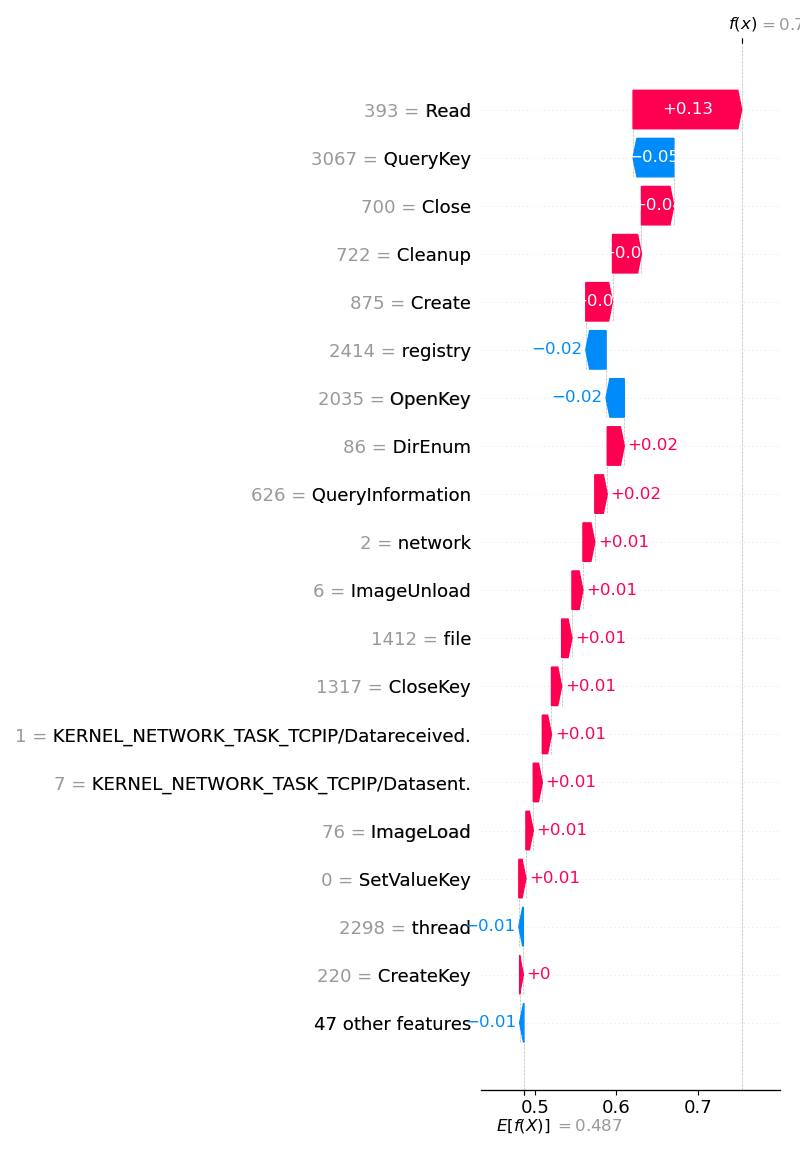 f(x) = 0.7
393 = Read
+0.13
3067 = QueryKey
−0.05
700 = Close
722 = Cleanup
875 = Create
2414 = registry
−0.02
2035 = OpenKey
−0.02
86 = DirEnum
+0.02
626 = QueryInformation
+0.02
2 = network
+0.01
6 = ImageUnload
+0.01
1412 = file
+0.01
1317 = CloseKey
+0.01
1 = KERNEL_NETWORK_TASK_TCPIP/Datareceived.
+0.01
7 = KERNEL_NETWORK_TASK_TCPIP/Datasent.
+0.01
76 = ImageLoad
+0.01
0 = SetValueKey
+0.01
2298 = thread
−0.01
220 = CreateKey
+0
47 other features
−0.01
0.5 0.6 0.7
E[f(X)] = 0.487